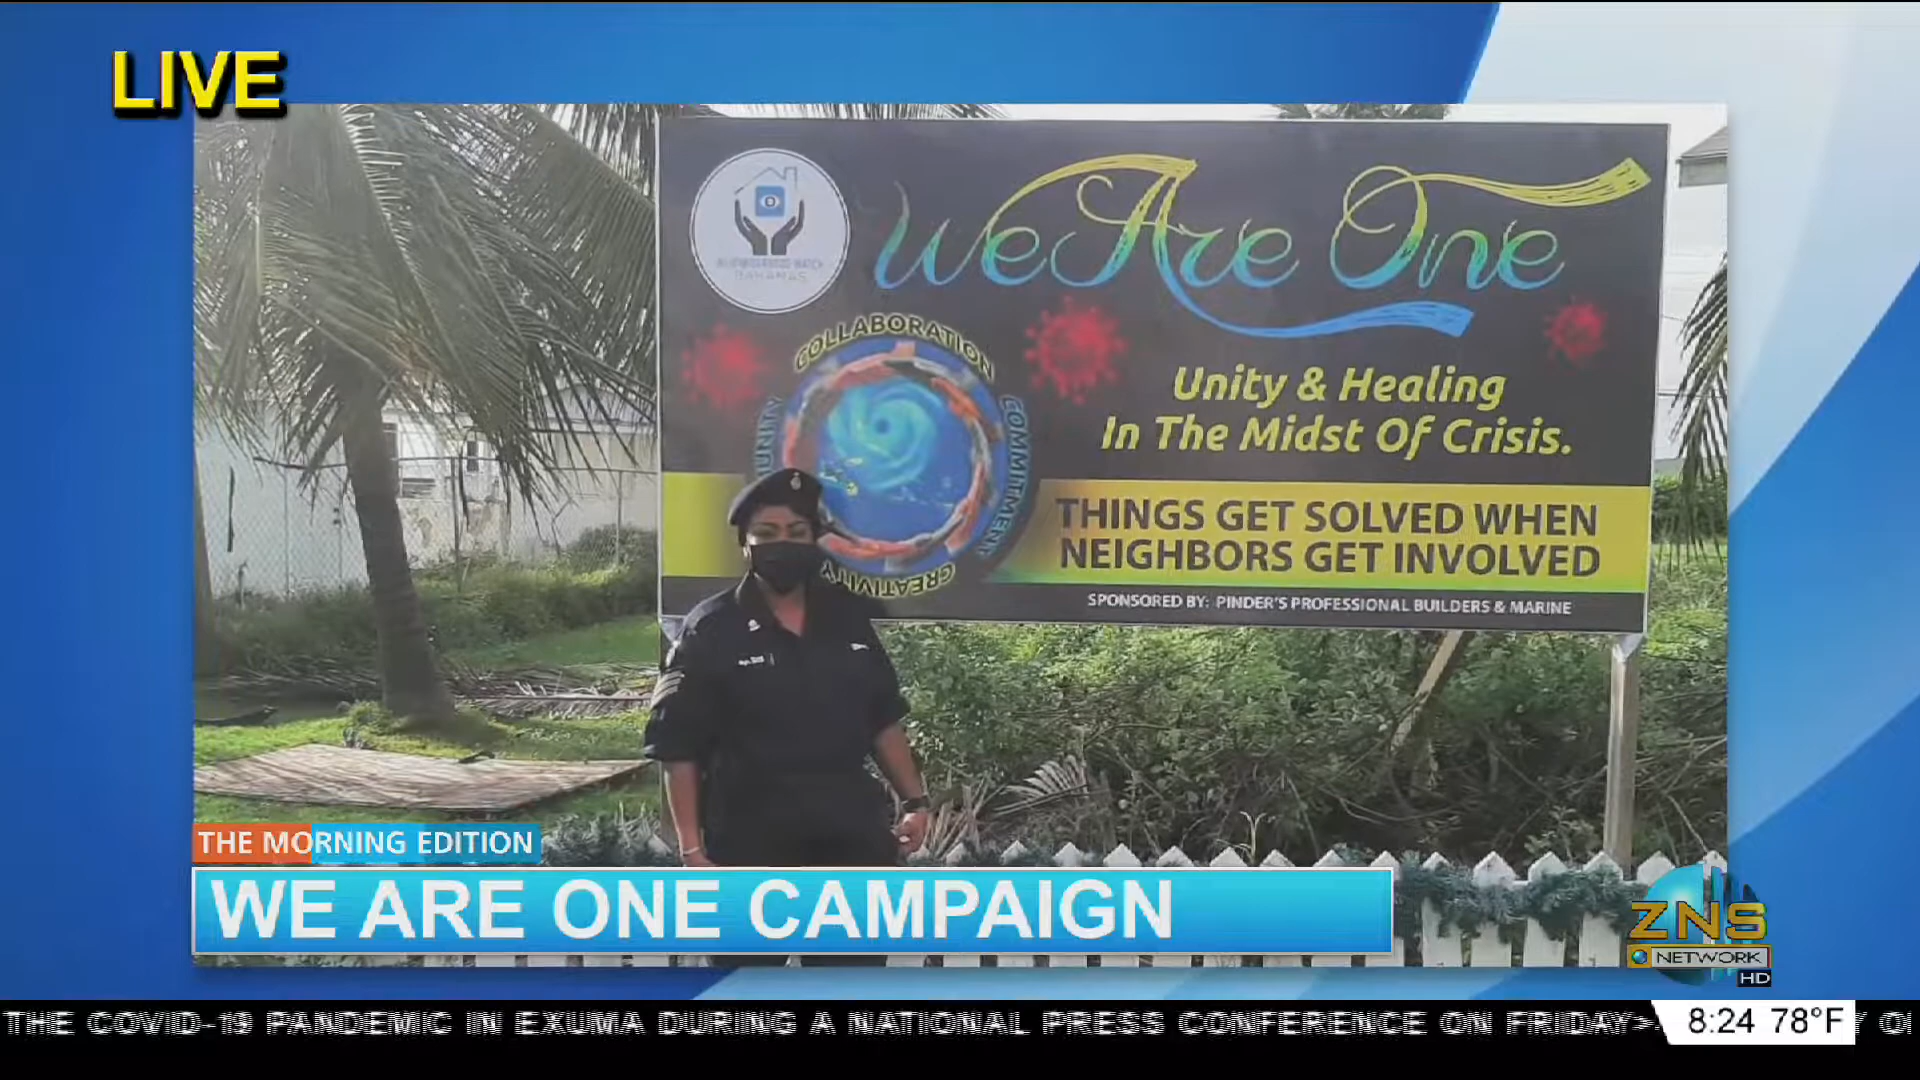 LIVE
We Are One
BAHAMAS
COLLABORATION
COMMITMENT
CREATIVITY
Unity & Healing
In The Midst Of Crisis.
THINGS GET SOLVED WHEN
NEIGHBORS GET INVOLVED
SPONSORED BY: PINDER'S PROFESSIONAL BUILDERS & MARINE
THE MORNING EDITION
WE ARE ONE CAMPAIGN
ZNS
NETWORK
HD
THE COVID-19 PANDEMIC IN EXUMA DURING A NATIONAL PRESS CONFERENCE ON FRIDAY>
8:24 78°F